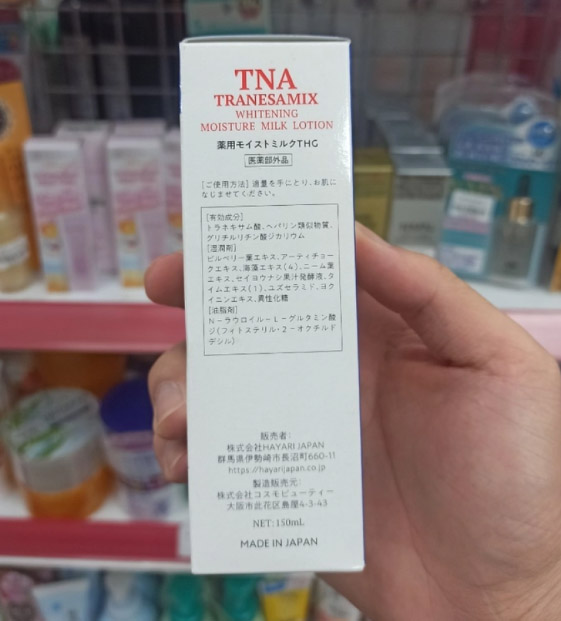 TNA
TRANESAMIX
WHITENING
MOISTURE MILK LOTION
薬用モイストミルクTHG
医薬部外品
[ご使用方法] 適量を手にとり、お肌に
なじませてください。
[有効成分]
トラネキサム酸、ヘパリン類似物質、
グリチルリチン酸ジカリウム
[湿潤剤]
ビルベリー葉エキス、アーティチョー
クエキス、海藻エキス(4)、ニーム葉
エキス、セイヨウナシ果汁発酵液、タ
イムエキス(1)、ユズセラミド、ヨク
イニンエキス、異性化糖
[油脂剤]
N－ラウロイル－L－グルタミン酸
ジ(フィトステリル・2－オクチルド
デシル)
販売者:
株式会社HAYARI JAPAN
群馬県伊勢崎市長沼町660-11
https://hayarijapan.co.jp
製造販売元:
株式会社コスモビューティー
大阪市此花区島屋4-3-43
NET: 150mL
MADE IN JAPAN